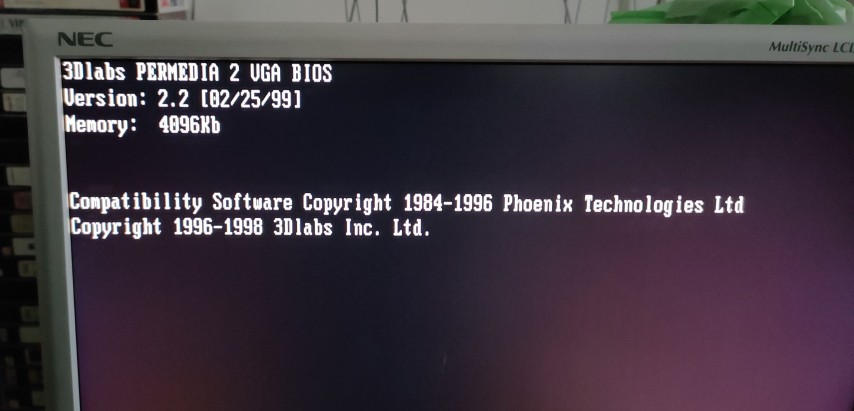 NEC
MultiSync LCD
3Dlabs PERMEDIA 2 VGA BIOS
Version: 2.2 [02/25/99]
Memory:  4096Kb
Compatibility Software Copyright 1984-1996 Phoenix Technologies Ltd
Copyright 1996-1998 3Dlabs Inc. Ltd.